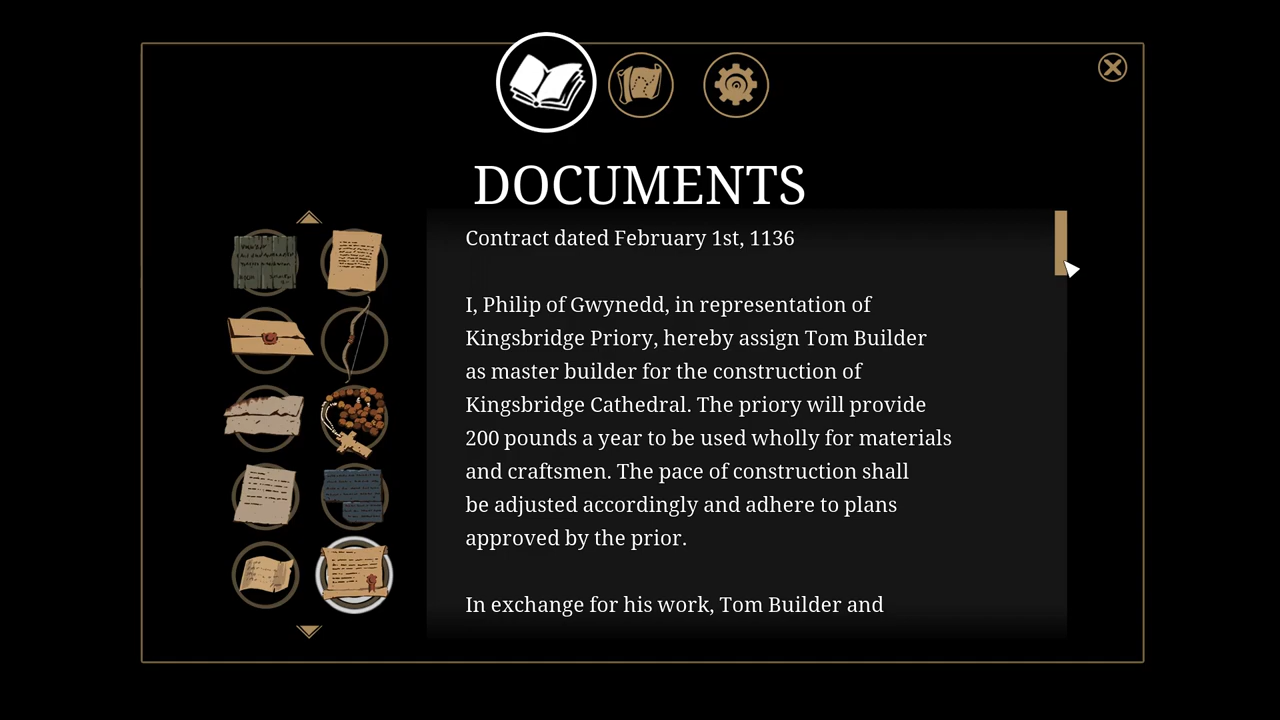 DOCUMENTS
Contract dated February 1st, 1136
I, Philip of Gwynedd, in representation of
Kingsbridge Priory, hereby assign Tom Builder
as master builder for the construction of
Kingsbridge Cathedral. The priory will provide
200 pounds a year to be used wholly for materials
and craftsmen. The pace of construction shall
be adjusted accordingly and adhere to plans
approved by the prior.
In exchange for his work, Tom Builder and